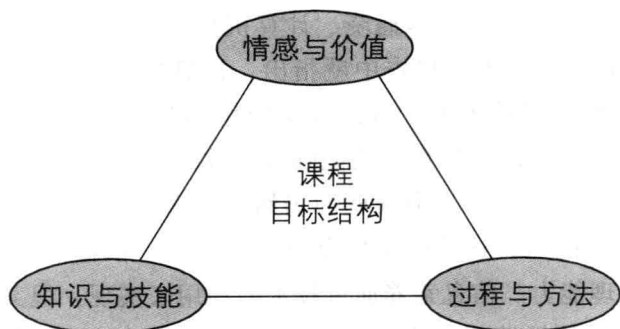 情感与价值
课程
目标结构
知识与技能
过程与方法